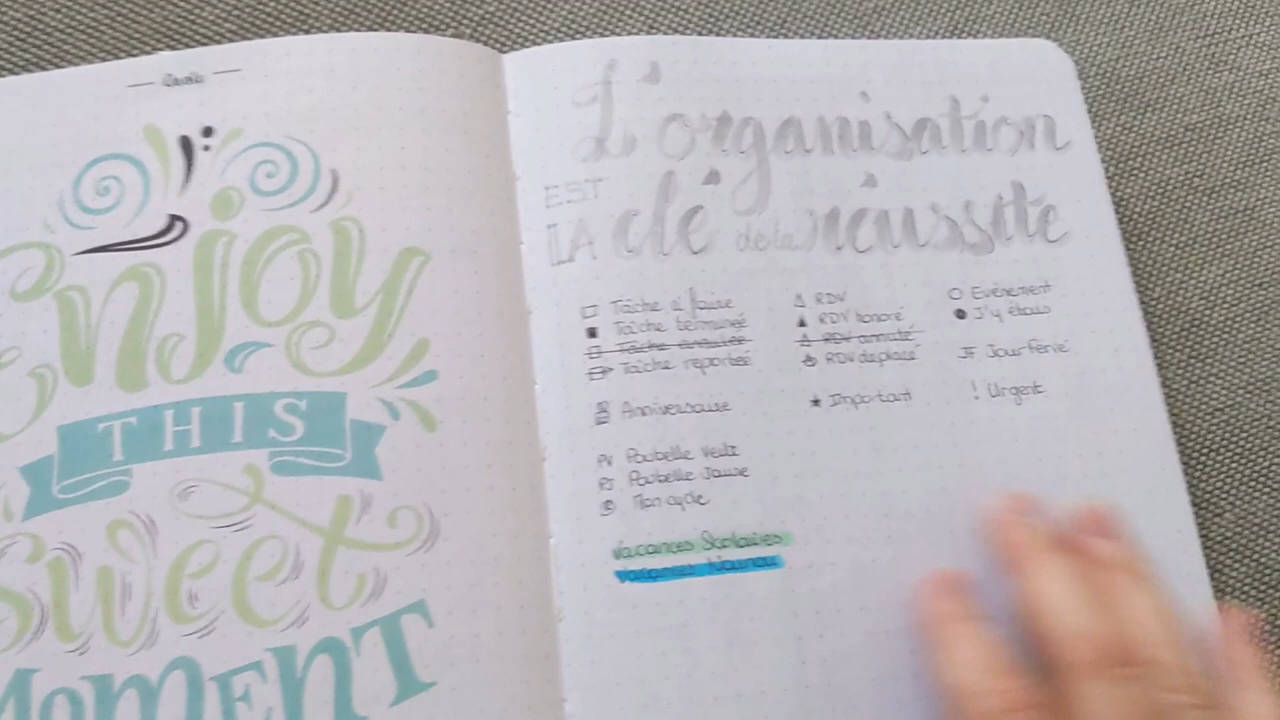 Enjoy
THIS
sweet
MOMENT
L'organisation
EST
LA clé de la réussite
Tâche à faire
Tâche terminée
Tâche annulée
Tâche reportée
Anniversaire
PV Poubelle Verte
PJ Poubelle Jaune
Mon cycle
Vacances Scolaires
Vacances
RDV
RDV honoré
RDV annulé
RDV déplacé
Important
Evènement
J'y étais
JF Jour férié
! Urgent